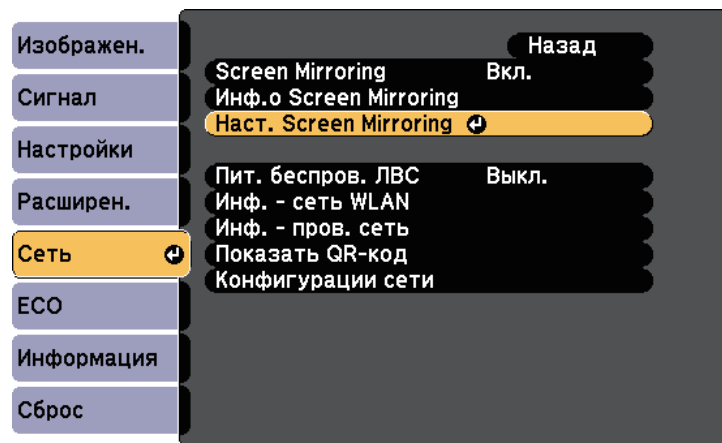 Изображен.
Сигнал
Настройки
Расширен.
Сеть
ECO
Информация
Сброс
Назад
Screen Mirroring Вкл.
Инф.о Screen Mirroring
Наст. Screen Mirroring
Пит. беспров. ЛВС Выкл.
Инф. - сеть WLAN
Инф. - пров. сеть
Показать QR-код
Конфигурации сети